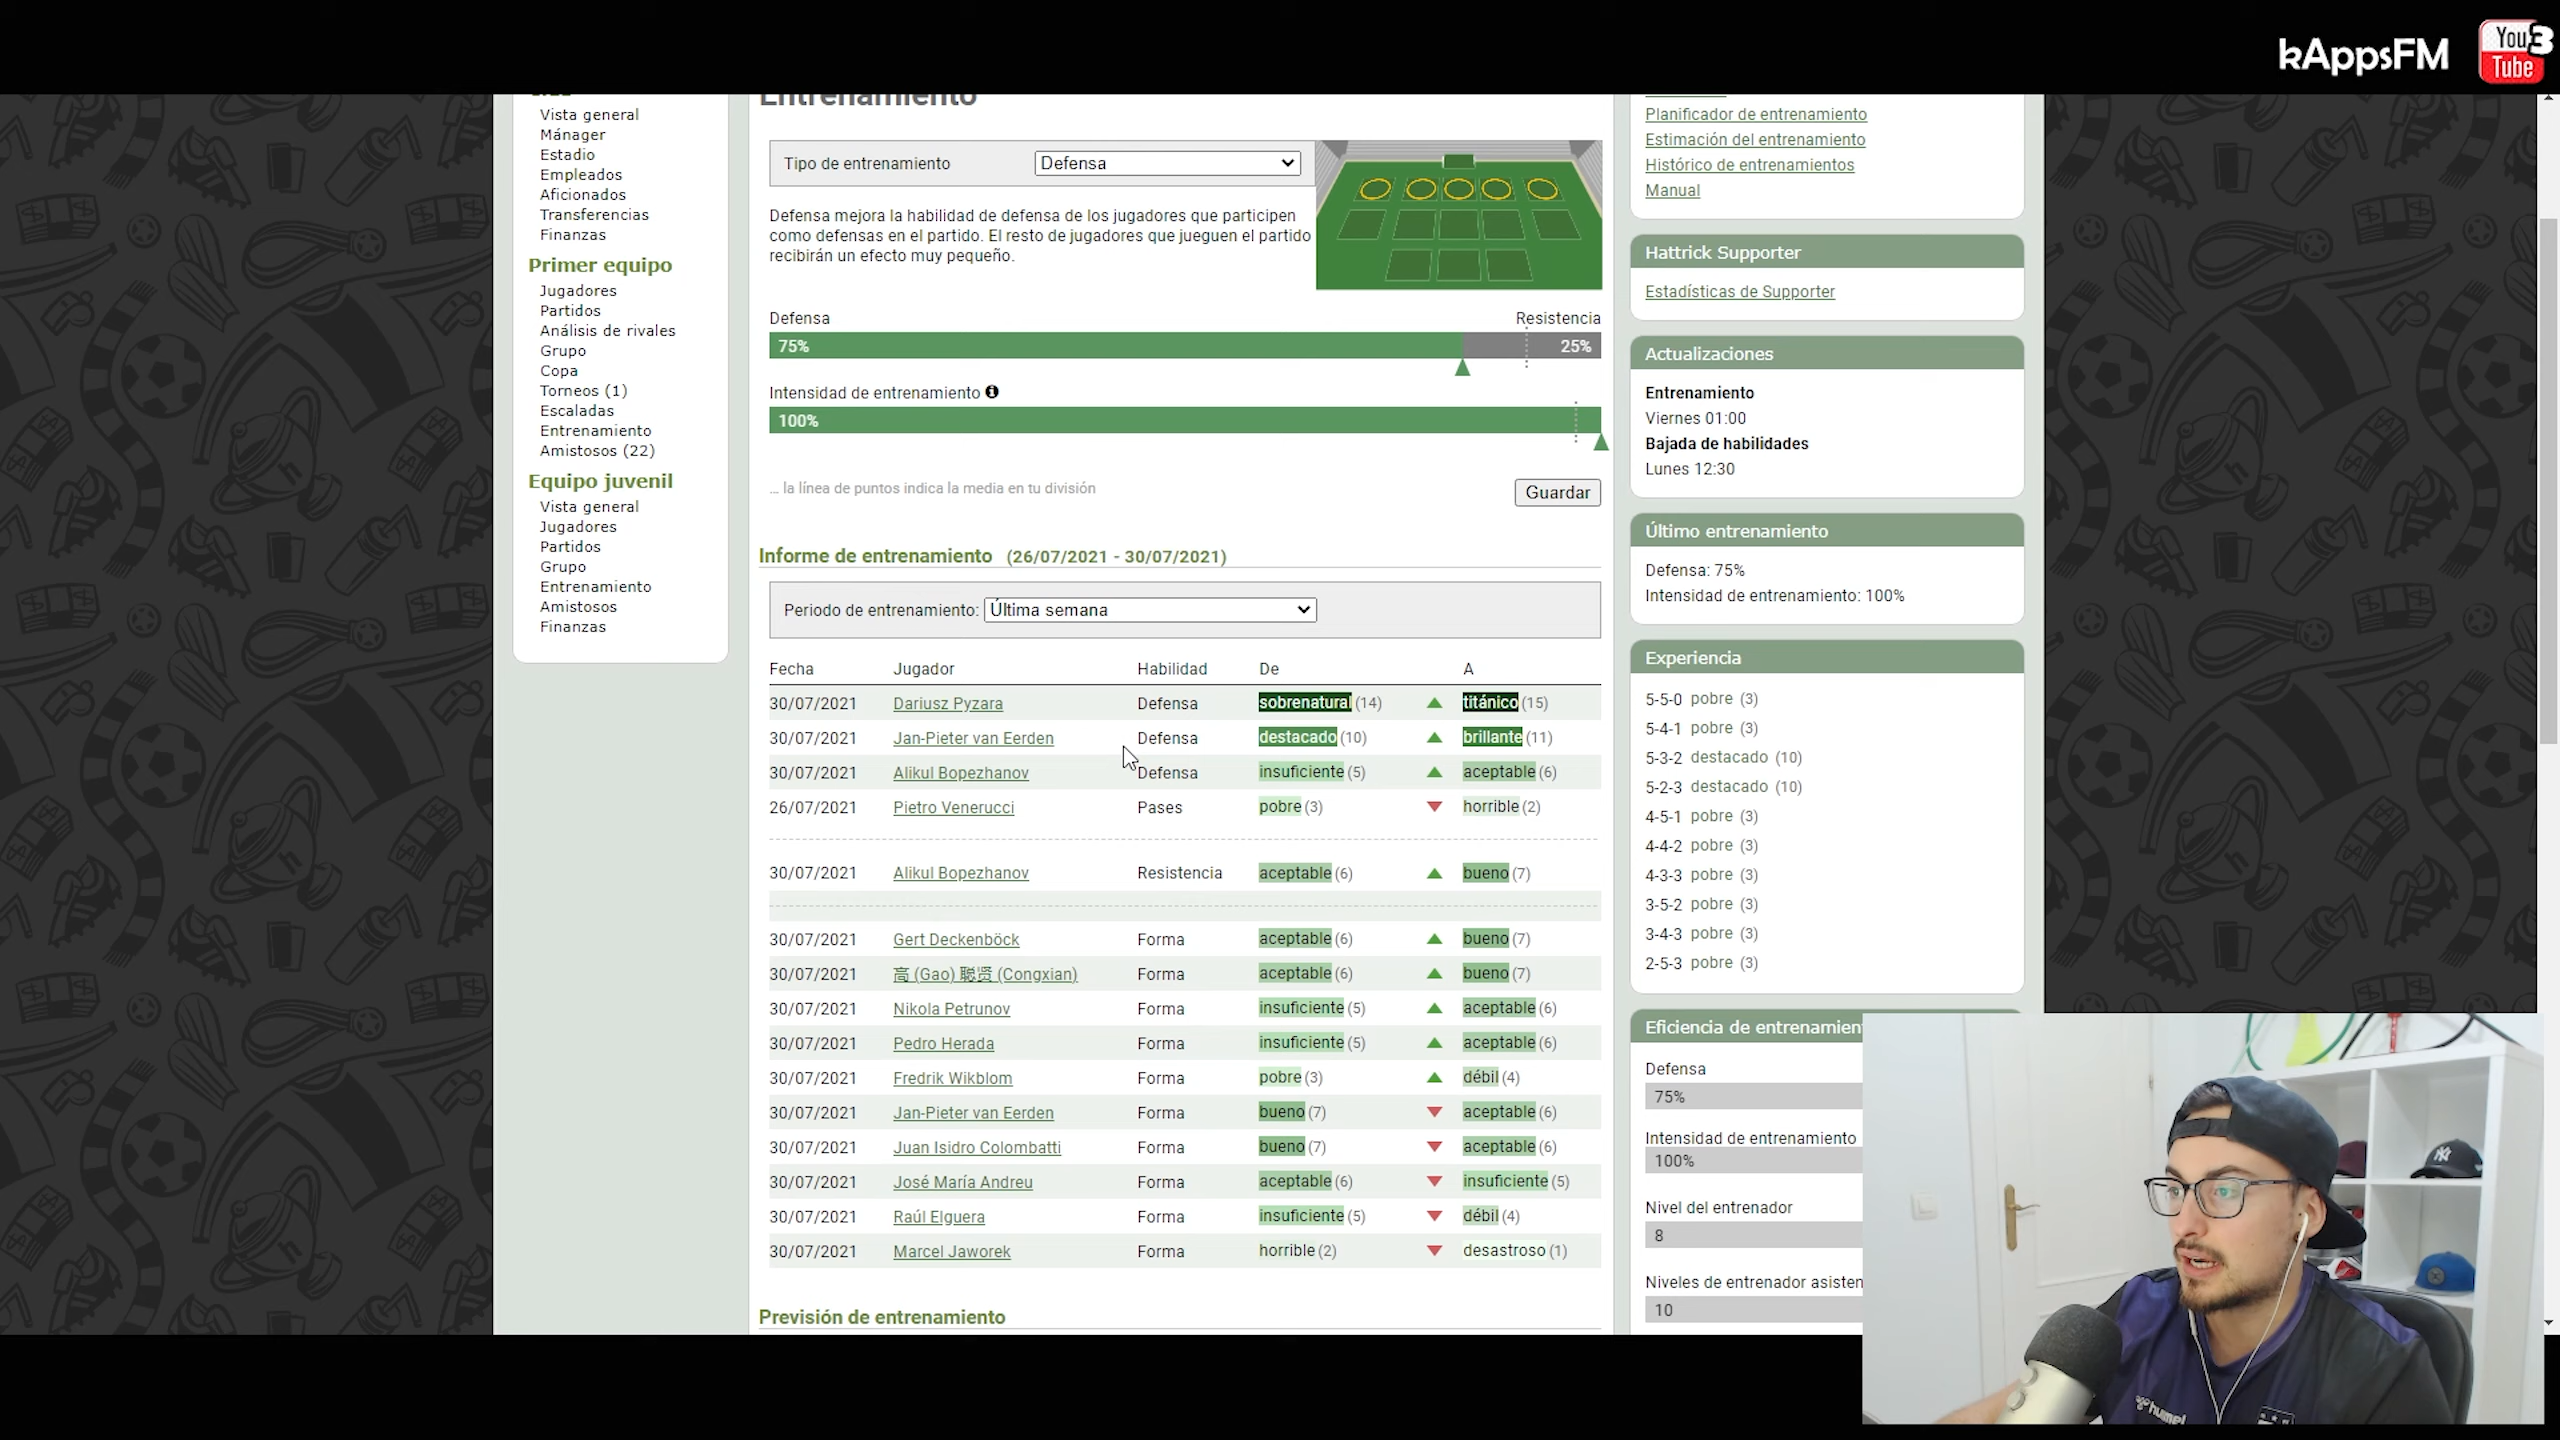 kAppsFM
You
Tube
3
Vista general
Mánager
Estadio
Empleados
Aficionados
Transferencias
Finanzas
Primer equipo
Jugadores
Partidos
Análisis de rivales
Grupo
Copa
Torneos (1)
Escaladas
Entrenamiento
Amistosos (22)
Equipo juvenil
Vista general
Jugadores
Partidos
Grupo
Entrenamiento
Amistosos
Finanzas
Entrenamiento
Tipo de entrenamiento Defensa
Defensa mejora la habilidad de defensa de los jugadores que participen
como defensas en el partido. El resto de jugadores que jueguen el partido
recibirán un efecto muy pequeño.
Defensa Resistencia
75% 25%
Intensidad de entrenamiento
100%
... la línea de puntos indica la media en tu división
Guardar
Informe de entrenamiento (26/07/2021 - 30/07/2021)
Periodo de entrenamiento: Última semana
Fecha Jugador Habilidad De A
30/07/2021 Dariusz Pyzara Defensa sobrenatural (14) titánico (15)
30/07/2021 Jan-Pieter van Eerden Defensa destacado (10) brillante (11)
30/07/2021 Alikul Bopezhanov Defensa insuficiente (5) aceptable (6)
26/07/2021 Pietro Venerucci Pases pobre (3) horrible (2)
30/07/2021 Alikul Bopezhanov Resistencia aceptable (6) bueno (7)
30/07/2021 Gert Deckenböck Forma aceptable (6) bueno (7)
30/07/2021 高 (Gao) 聪贤 (Congxian) Forma aceptable (6) bueno (7)
30/07/2021 Nikola Petrunov Forma insuficiente (5) aceptable (6)
30/07/2021 Pedro Herada Forma insuficiente (5) aceptable (6)
30/07/2021 Fredrik Wikblom Forma pobre (3) débil (4)
30/07/2021 Jan-Pieter van Eerden Forma bueno (7) aceptable (6)
30/07/2021 Juan Isidro Colombatti Forma bueno (7) aceptable (6)
30/07/2021 José María Andreu Forma aceptable (6) insuficiente (5)
30/07/2021 Raúl Elguera Forma insuficiente (5) débil (4)
30/07/2021 Marcel Jaworek Forma horrible (2) desastroso (1)
Previsión de entrenamiento
Planificador de entrenamiento
Estimación del entrenamiento
Histórico de entrenamientos
Manual
Hattrick Supporter
Estadísticas de Supporter
Actualizaciones
Entrenamiento
Viernes 01:00
Bajada de habilidades
Lunes 12:30
Último entrenamiento
Defensa: 75%
Intensidad de entrenamiento: 100%
Experiencia
5-5-0 pobre (3)
5-4-1 pobre (3)
5-3-2 destacado (10)
5-2-3 destacado (10)
4-5-1 pobre (3)
4-4-2 pobre (3)
4-3-3 pobre (3)
3-5-2 pobre (3)
3-4-3 pobre (3)
2-5-3 pobre (3)
Eficiencia de entrenamien
Defensa
75%
Intensidad de entrenamiento
100%
Nivel del entrenador
8
Niveles de entrenador asisten
10
hummel